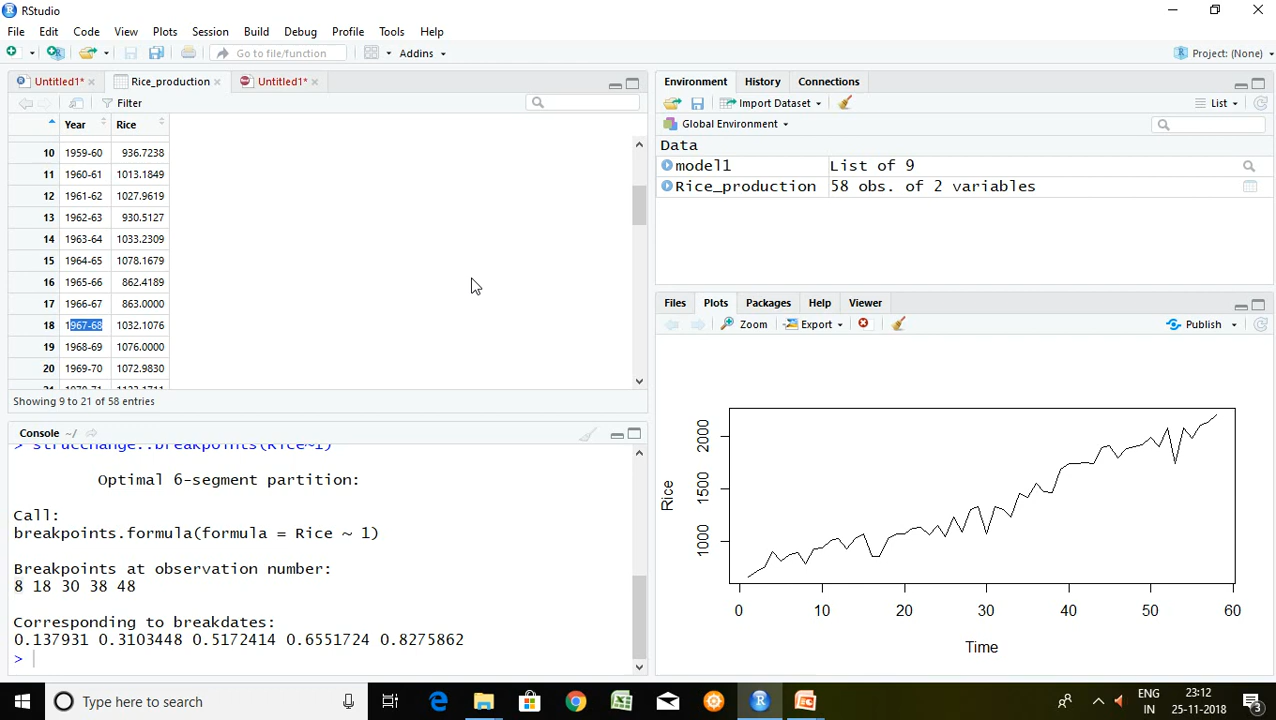 RStudio
File Edit Code View Plots Session Build Debug Profile Tools Help
Go to file/function Addins Project: (None)
Untitled1* Rice_production Untitled1*
Filter
Year Rice
10 1959-60 936.7238
11 1960-61 1013.1849
12 1961-62 1027.9619
13 1962-63 930.5127
14 1963-64 1033.2309
15 1964-65 1078.1679
16 1965-66 862.4189
17 1966-67 863.0000
18 1967-68 1032.1076
19 1968-69 1076.0000
20 1969-70 1072.9830
Showing 9 to 21 of 58 entries
Console ~/
> strucchange::breakpoints(Rice~1)
Optimal 6-segment partition:
Call:
breakpoints.formula(formula = Rice ~ 1)
Breakpoints at observation number:
8 18 30 38 48
Corresponding to breakdates:
0.137931 0.3103448 0.5172414 0.6551724 0.8275862
>
Environment History Connections
Import Dataset List
Global Environment
Data
model1 List of 9
Rice_production 58 obs. of 2 variables
Files Plots Packages Help Viewer
Zoom Export Publish
Rice
2000
1500
1000
0 10 20 30 40 50 60
Time
Type here to search
ENG
IN
23:12
25-11-2018
3